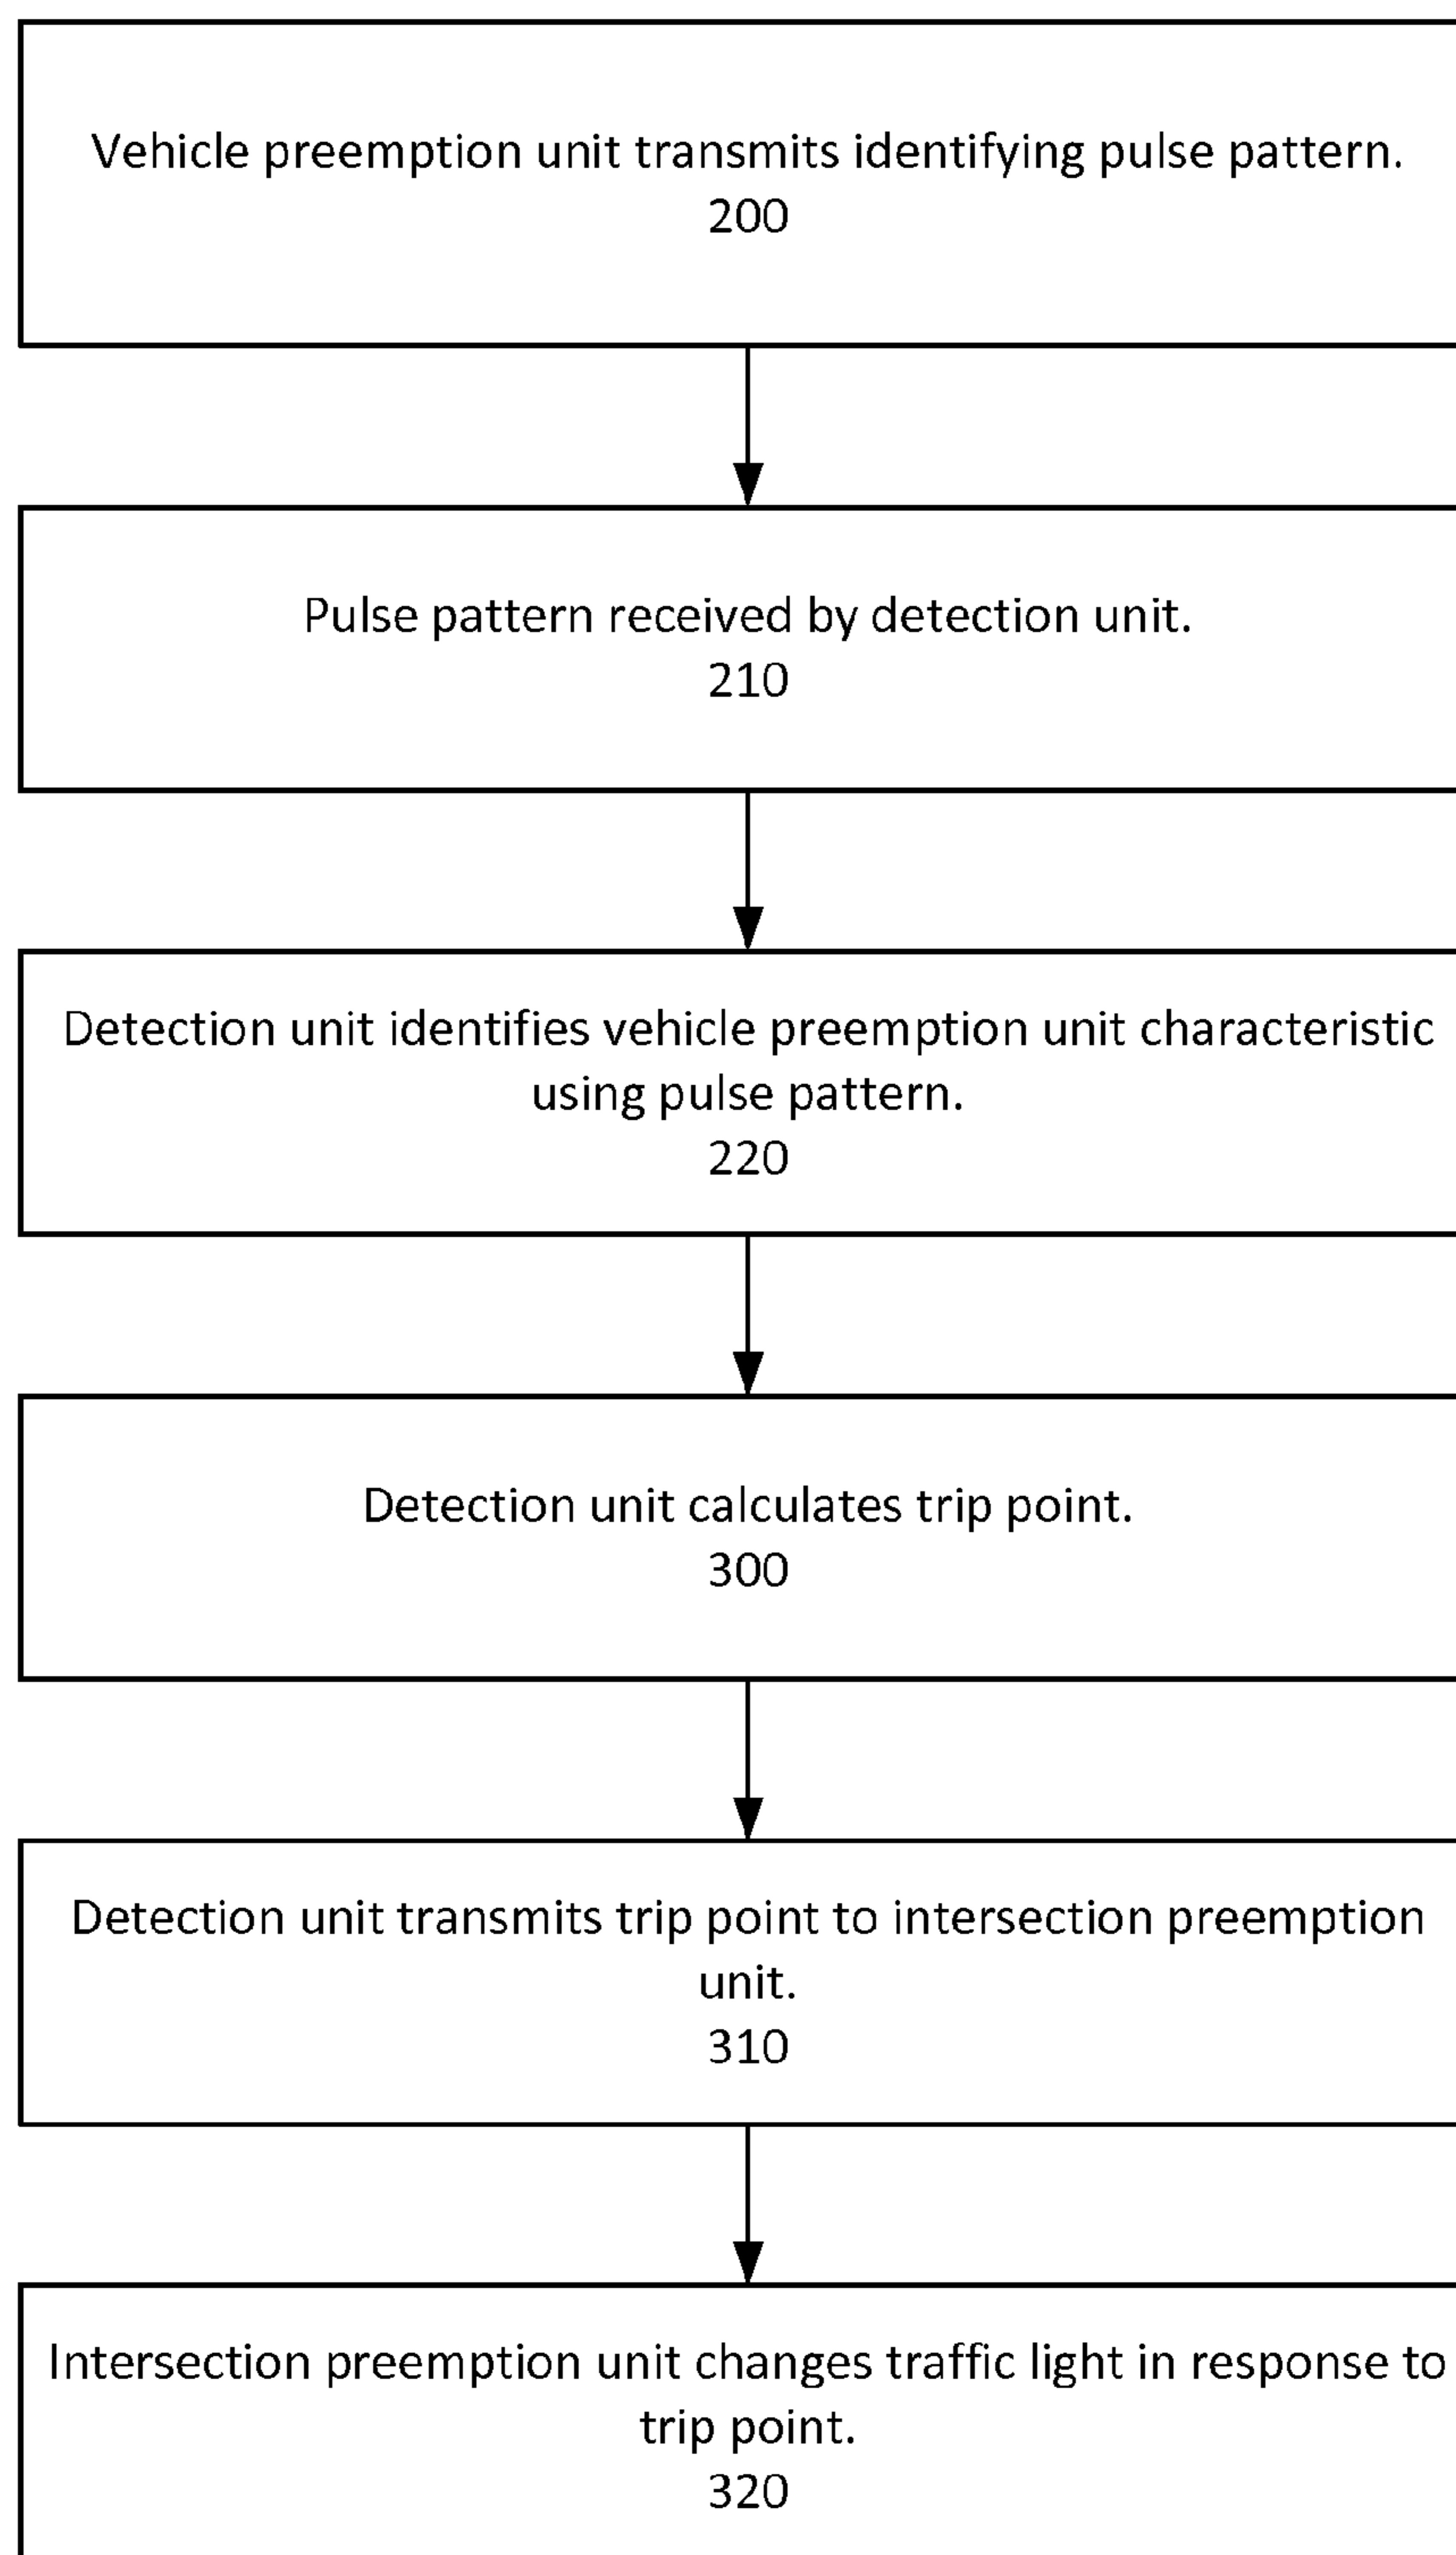 Vehicle preemption unit transmits identifying pulse pattern.
200
Pulse pattern received by detection unit.
210
Detection unit identifies vehicle preemption unit characteristic
using pulse pattern.
220
Detection unit calculates trip point.
300
Detection unit transmits trip point to intersection preemption
unit.
310
Intersection preemption unit changes traffic light in response to
trip point.
320